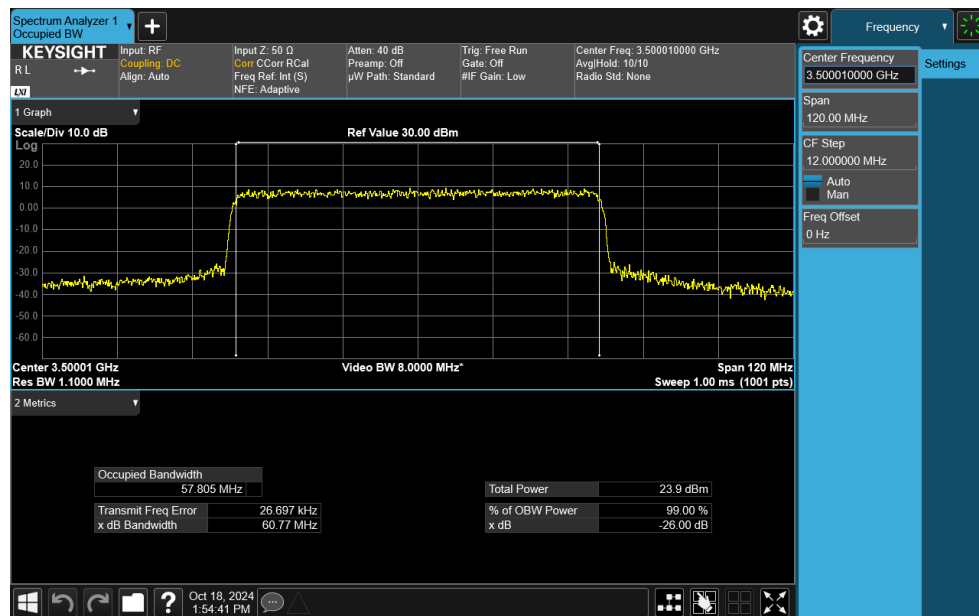 Spectrum Analyzer 1
Occupied BW
Frequency
KEYSIGHT
R L
LXI
Input: RF
Coupling: DC
Align: Auto
Input Z: 50 Ω
Corr CCorr RCal
Freq Ref: Int (S)
NFE: Adaptive
Atten: 40 dB
Preamp: Off
µW Path: Standard
Trig: Free Run
Gate: Off
#IF Gain: Low
Center Freq: 3.500010000 GHz
Avg|Hold: 10/10
Radio Std: None
Center Frequency
3.500010000 GHz
Settings
Span
120.00 MHz
CF Step
12.000000 MHz
Auto
Man
Freq Offset
0 Hz
1 Graph
Scale/Div 10.0 dB
Ref Value 30.00 dBm
Log
20.0
10.0
0.00
-10.0
-20.0
-30.0
-40.0
-50.0
-60.0
Center 3.50001 GHz
Video BW 8.0000 MHz*
Span 120 MHz
Res BW 1.1000 MHz
Sweep 1.00 ms (1001 pts)
2 Metrics
Occupied Bandwidth
57.805 MHz
Total Power 23.9 dBm
Transmit Freq Error 26.697 kHz
% of OBW Power 99.00 %
x dB Bandwidth 60.77 MHz
x dB -26.00 dB
Oct 18, 2024
1:54:41 PM